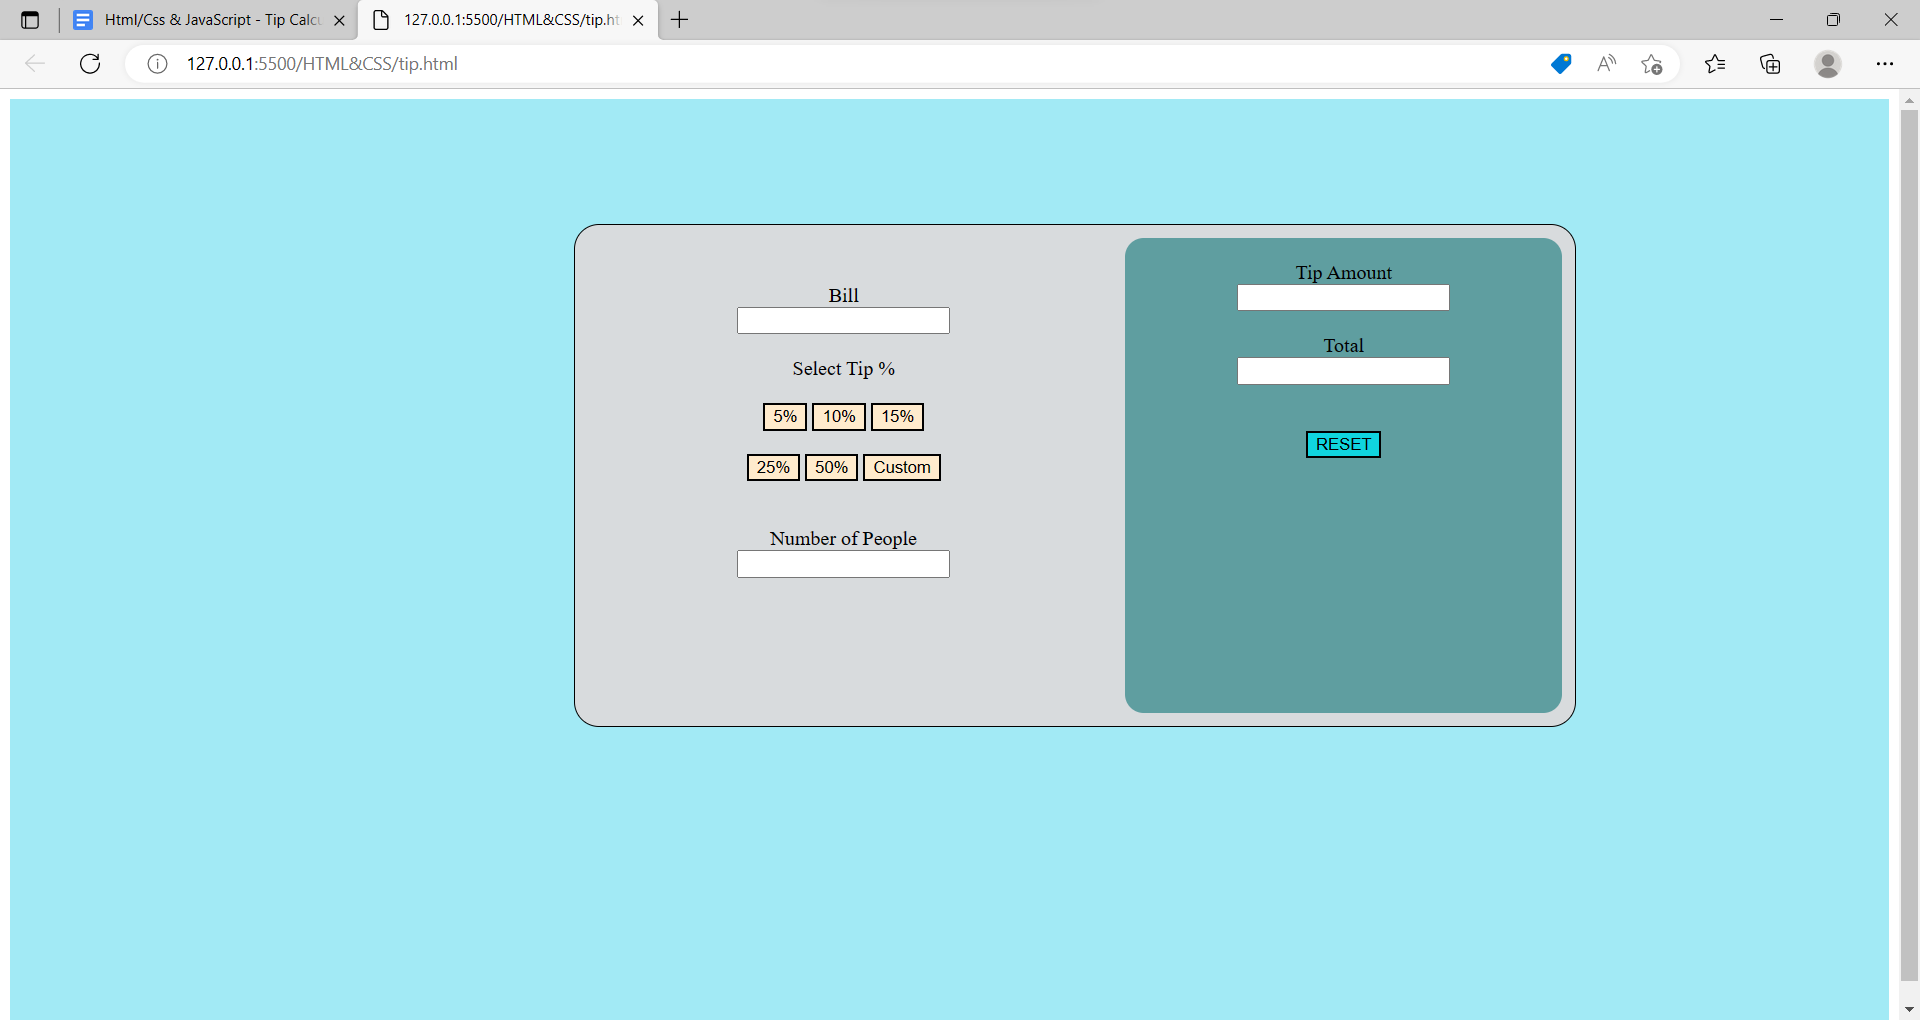 Html/Css & JavaScript - Tip Calc
127.0.0.1:5500/HTML&CSS/tip.ht
127.0.0.1:5500/HTML&CSS/tip.html
Bill
Select Tip %
5% 10% 15%
25% 50% Custom
Number of People
Tip Amount
Total
RESET